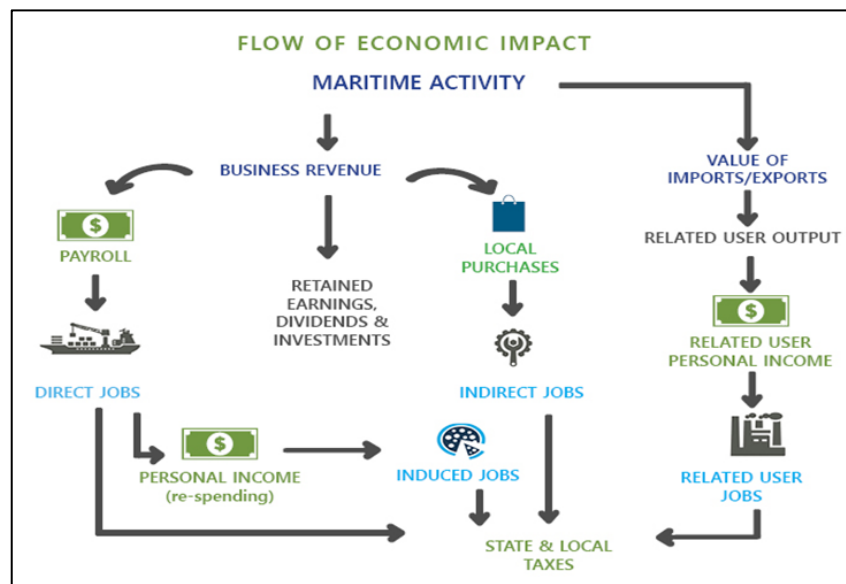 FLOW OF ECONOMIC IMPACT
MARITIME ACTIVITY
BUSINESS REVENUE
VALUE OF
IMPORTS/EXPORTS
$
PAYROLL
LOCAL
PURCHASES
RELATED USER OUTPUT
RETAINED
EARNINGS,
DIVIDENDS &
INVESTMENTS
$
RELATED USER
PERSONAL INCOME
DIRECT JOBS
INDIRECT JOBS
$
PERSONAL INCOME
(re-spending)
INDUCED JOBS
RELATED USER
JOBS
STATE & LOCAL
TAXES